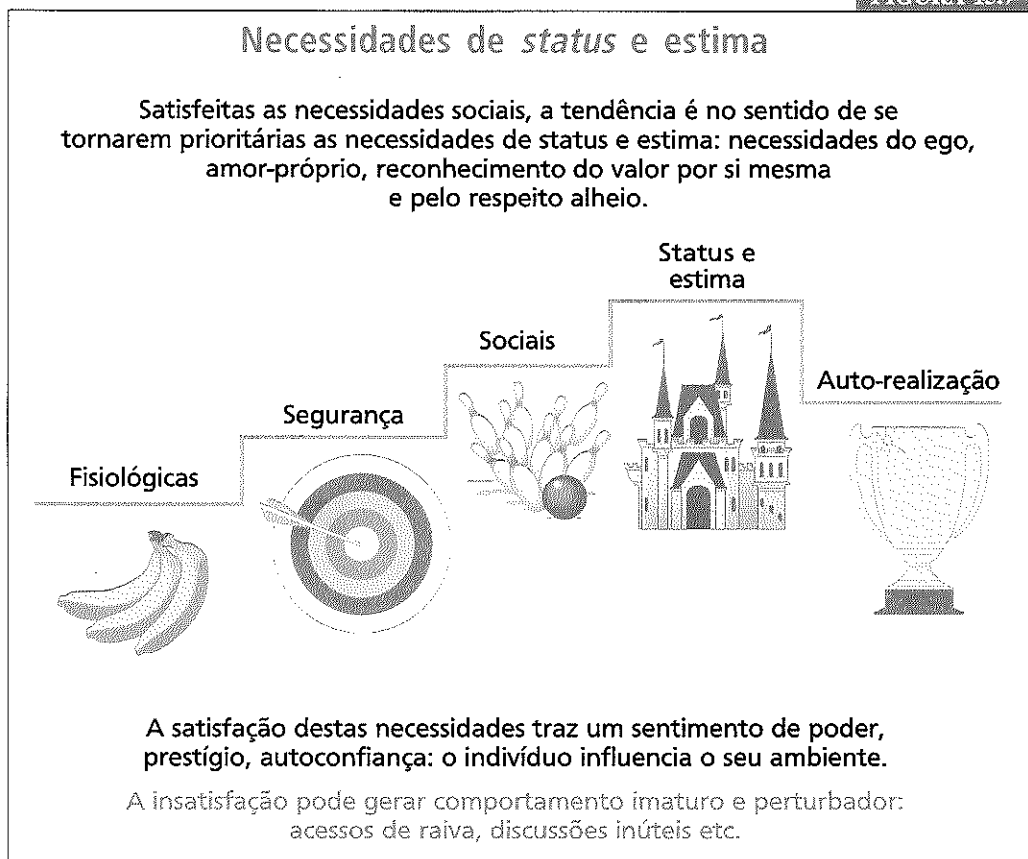 Necessidades de status e estima
Satisfeitas as necessidades sociais, a tendência é no sentido de se
tornarem prioritárias as necessidades de status e estima: necessidades do ego,
amor-próprio, reconhecimento do valor por si mesma
e pelo respeito alheio.
Status e
estima
Sociais
Auto-realização
Segurança
Fisiológicas
A satisfação destas necessidades traz um sentimento de poder,
prestígio, autoconfiança: o indivíduo influencia o seu ambiente.
A insatisfação pode gerar comportamento imaturo e perturbador:
acessos de raiva, discussões inúteis etc.